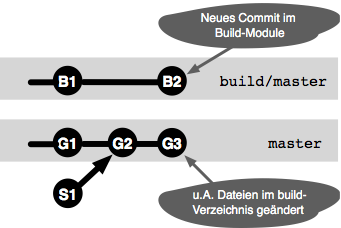 Neues Commit im
Build-Module
B1
B2
build/master
G1
G2
G3
master
S1
u.A. Dateien im build-
Verzeichnis geändert